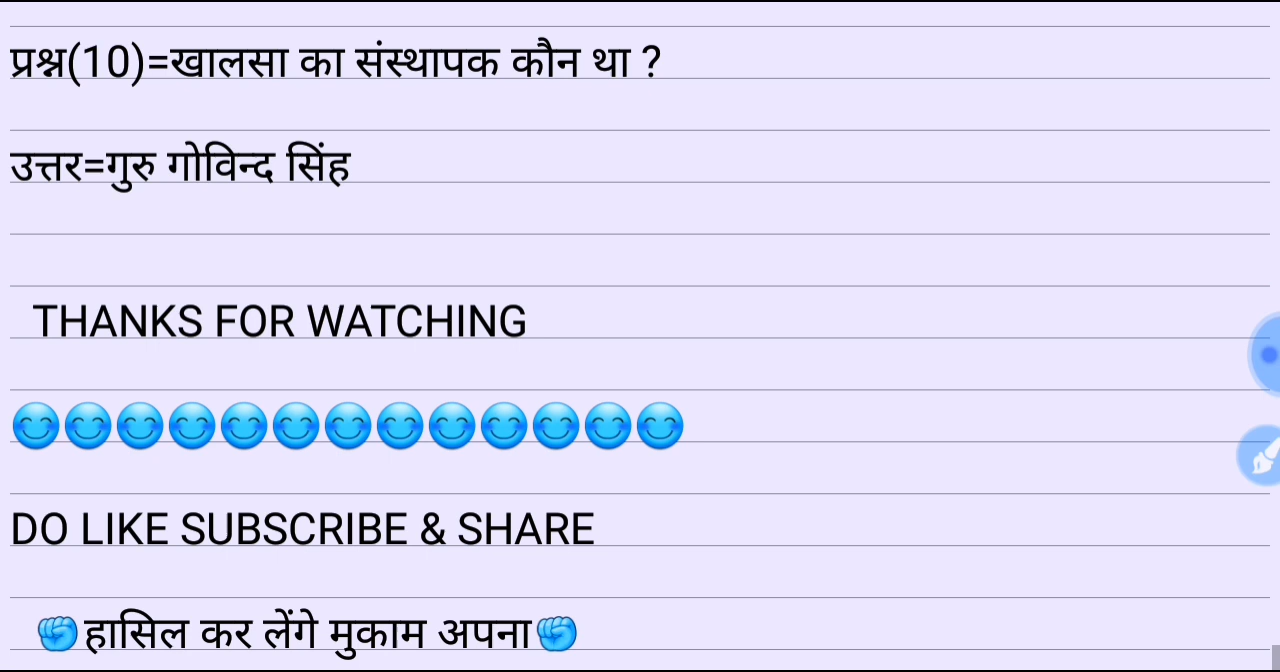 प्रश्न(10)=खालसा का संस्थापक कौन था ?
उत्तर=गुरु गोविन्द सिंह
THANKS FOR WATCHING
😊😊😊😊😊😊😊😊😊😊😊😊😊
DO LIKE SUBSCRIBE & SHARE
✊हासिल कर लेंगे मुकाम अपना✊